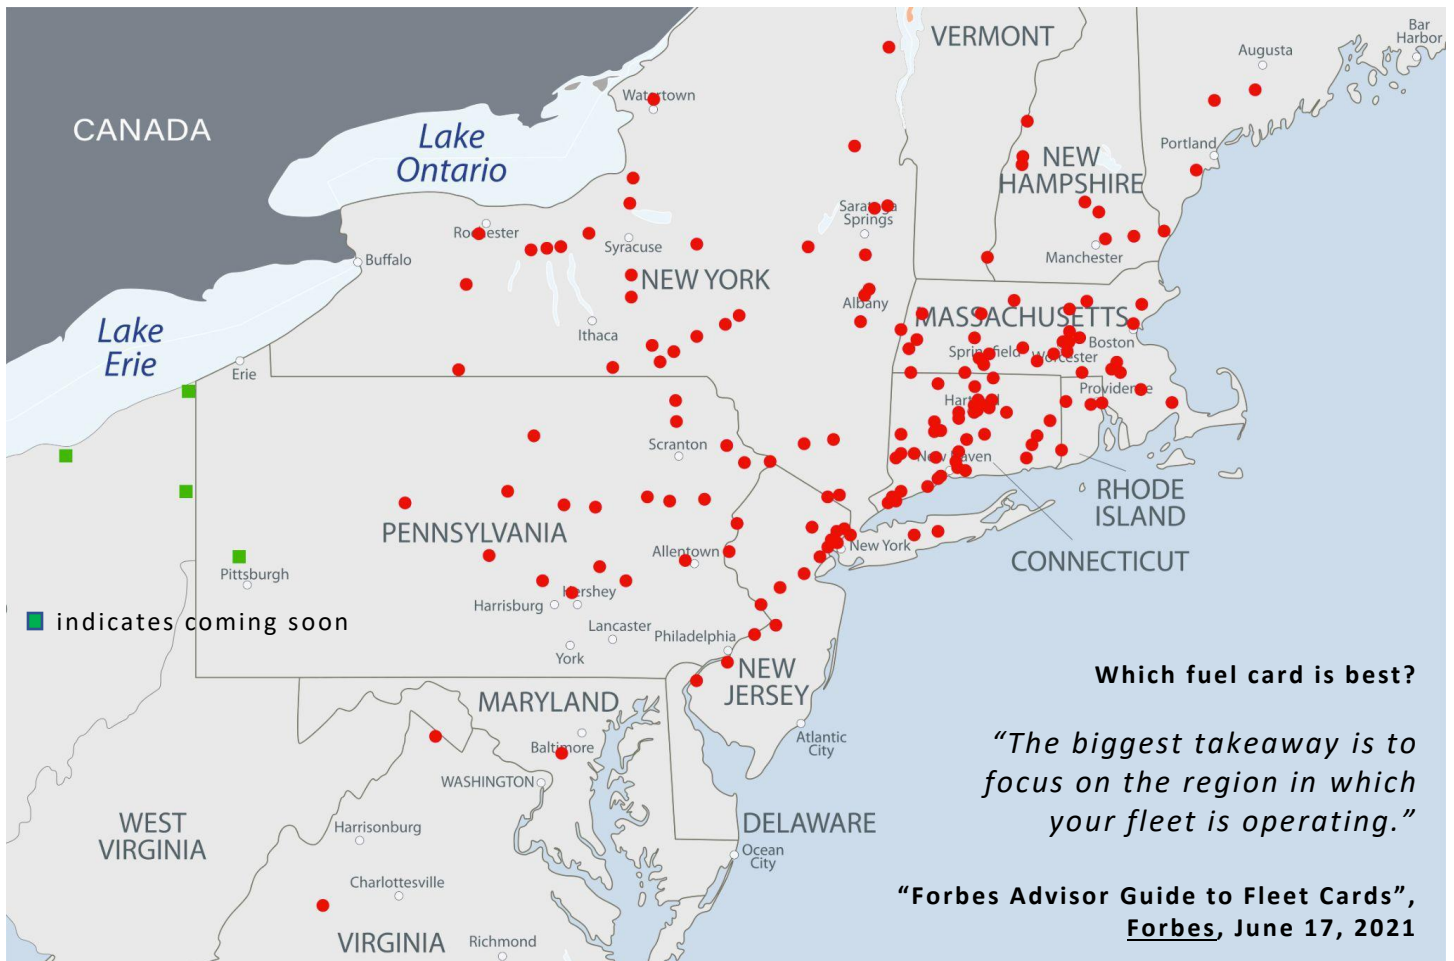 VERMONT
Bar
Harbor
Augusta
Watertown
CANADA
Lake
Ontario
Portland
NEW
HAMPSHIRE
Saratoga
Springs
Rochester
Syracuse
Manchester
Buffalo
NEW YORK
Albany
MASSACHUSETTS
Lake
Erie
Ithaca
Boston
Springfield
Worcester
Erie
Providence
Hartford
Scranton
New Haven
RHODE
ISLAND
PENNSYLVANIA
New York
Allentown
CONNECTICUT
Pittsburgh
Hershey
Harrisburg
indicates coming soon
Lancaster
Philadelphia
York
NEW
JERSEY
Which fuel card is best?
MARYLAND
Atlantic
City
Baltimore
“The biggest takeaway is to
focus on the region in which
your fleet is operating.”
WASHINGTON
WEST
VIRGINIA
Harrisonburg
DELAWARE
Ocean
City
Charlottesville
“Forbes Advisor Guide to Fleet Cards”,
Forbes, June 17, 2021
VIRGINIA
Richmond